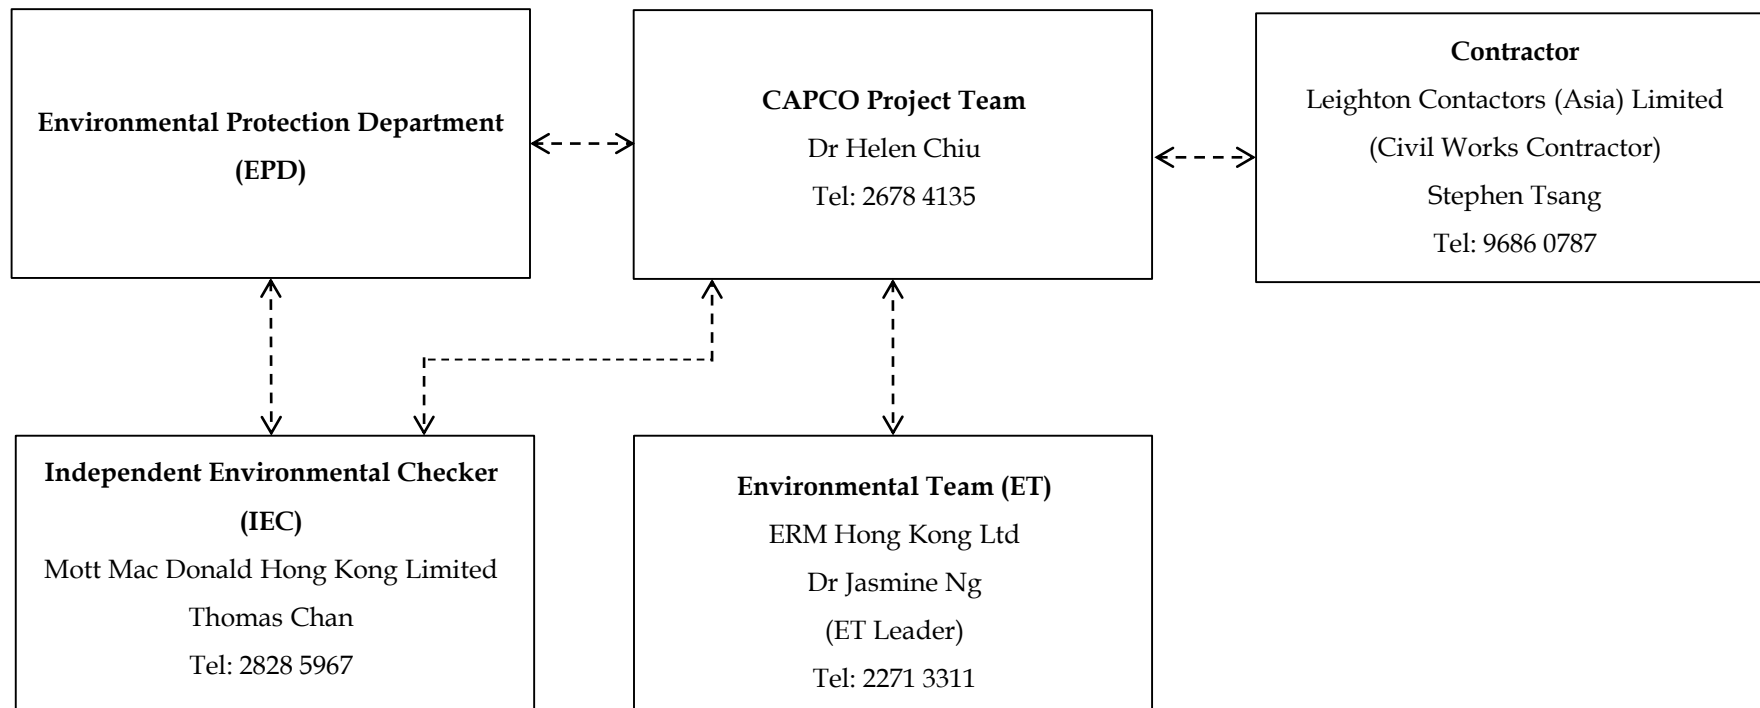 Environmental Protection Department
(EPD)
CAPCO Project Team
Dr Helen Chiu
Tel: 2678 4135
Contractor
Leighton Contactors (Asia) Limited
(Civil Works Contractor)
Stephen Tsang
Tel: 9686 0787
Independent Environmental Checker
(IEC)
Mott Mac Donald Hong Kong Limited
Thomas Chan
Tel: 2828 5967
Environmental Team (ET)
ERM Hong Kong Ltd
Dr Jasmine Ng
(ET Leader)
Tel: 2271 3311